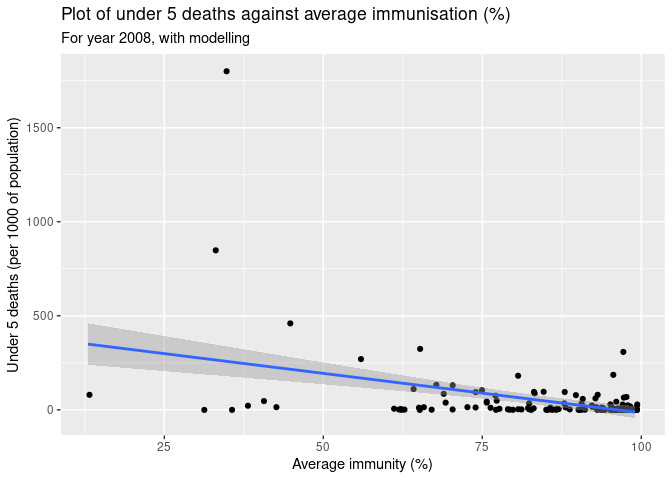 Plot of under 5 deaths against average immunisation (%)
For year 2008, with modelling
Under 5 deaths (per 1000 of population)
1500
1000
500
0
25
50
75
100
Average immunity (%)